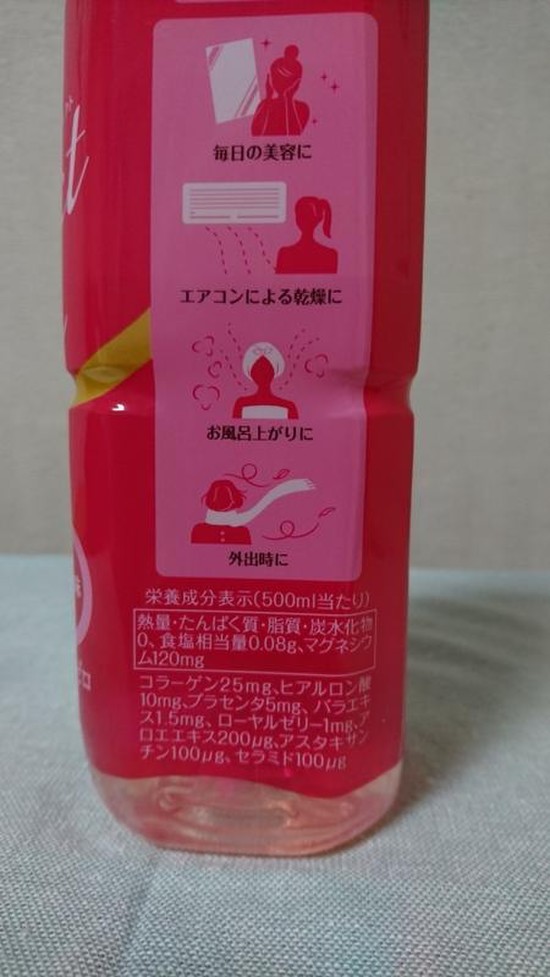 毎日の美容に
エアコンによる乾燥に
お風呂上がりに
外出時に
栄養成分表示(500ml当たり)
熱量・たんぱく質・脂質・炭水化物
0、食塩相当量0.08g、マグネシウ
ム120mg
コラーゲン25mg、ヒアルロン酸
10mg、プラセンタ5mg、バラエキ
ス1.5mg、ローヤルゼリー1mg、ア
ロエエキス200μg、アスタキサン
チン100μg、セラミド100μg